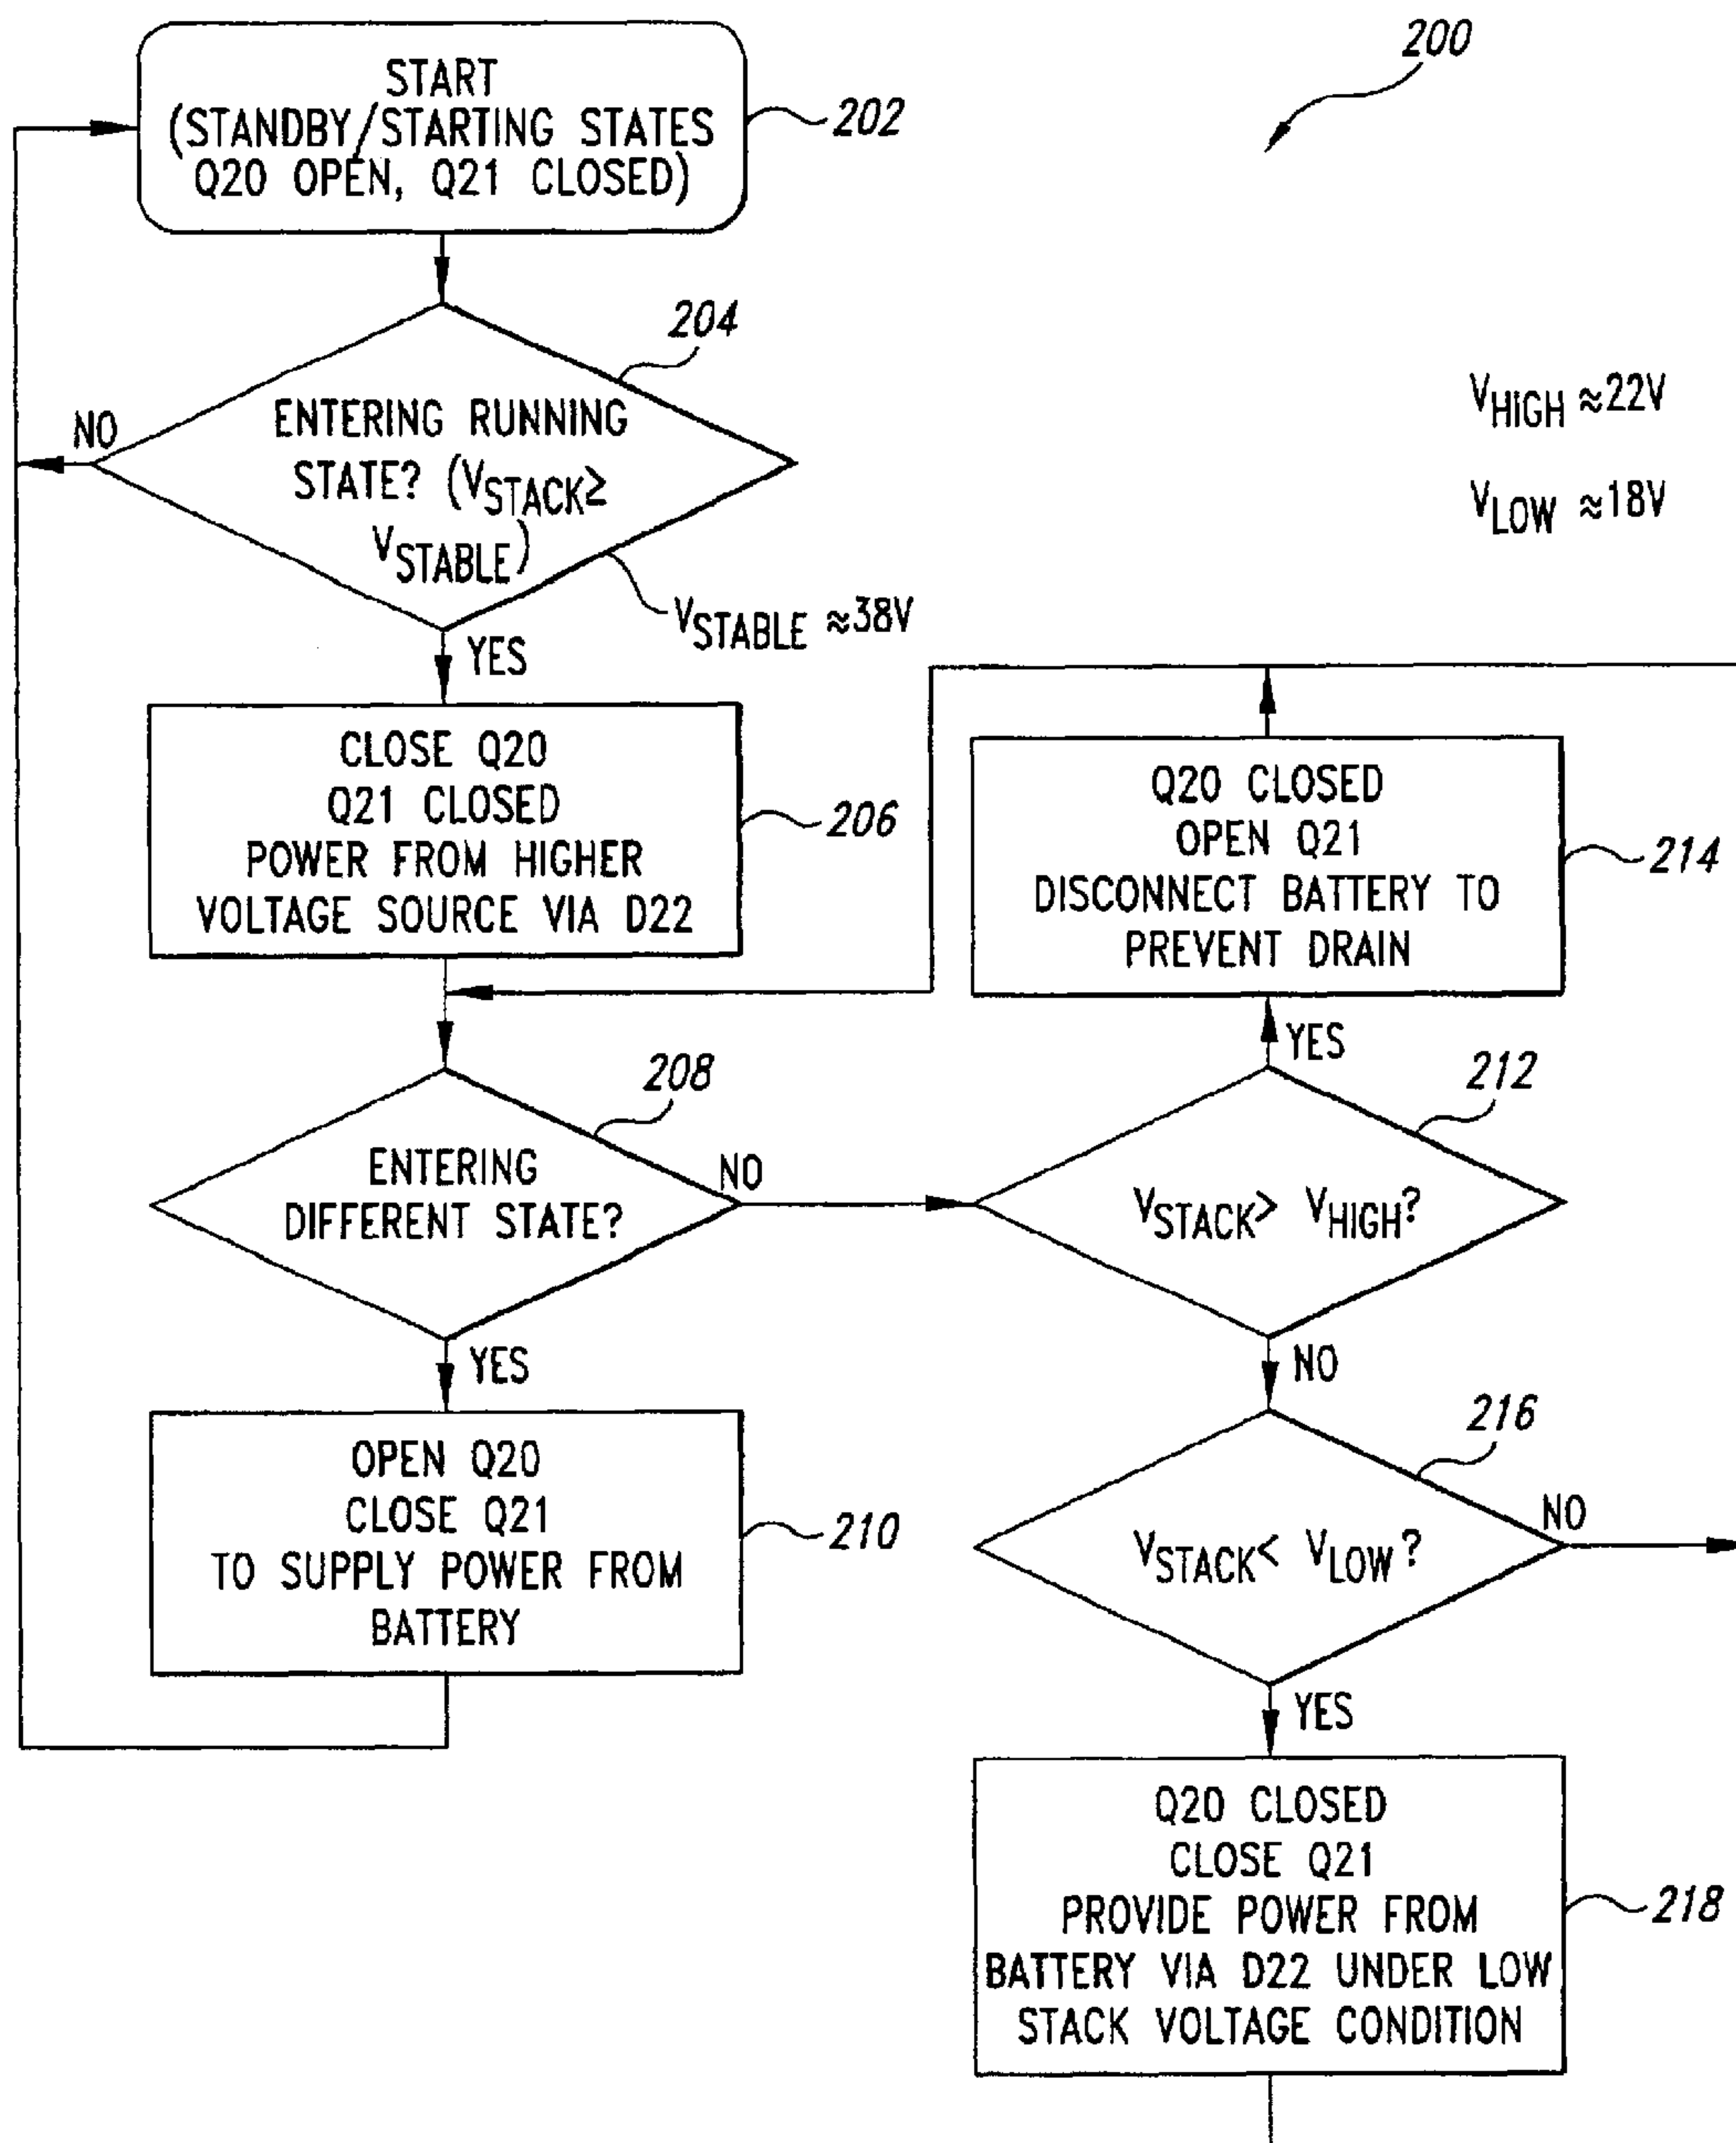 200
START
(STANDBY/STARTING STATES
Q20 OPEN, Q21 CLOSED)
202
204
ENTERING RUNNING
STATE? (VSTACK≥
VSTABLE)
NO
VSTABLE ≈38V
VHIGH ≈22V
VLOW ≈18V
YES
CLOSE Q20
Q21 CLOSED
POWER FROM HIGHER
VOLTAGE SOURCE VIA D22
206
Q20 CLOSED
OPEN Q21
DISCONNECT BATTERY TO
PREVENT DRAIN
214
YES
208
ENTERING
DIFFERENT STATE?
NO
212
VSTACK> VHIGH?
YES
NO
OPEN Q20
CLOSE Q21
TO SUPPLY POWER FROM
BATTERY
210
216
VSTACK< VLOW?
NO
YES
Q20 CLOSED
CLOSE Q21
PROVIDE POWER FROM
BATTERY VIA D22 UNDER LOW
STACK VOLTAGE CONDITION
218